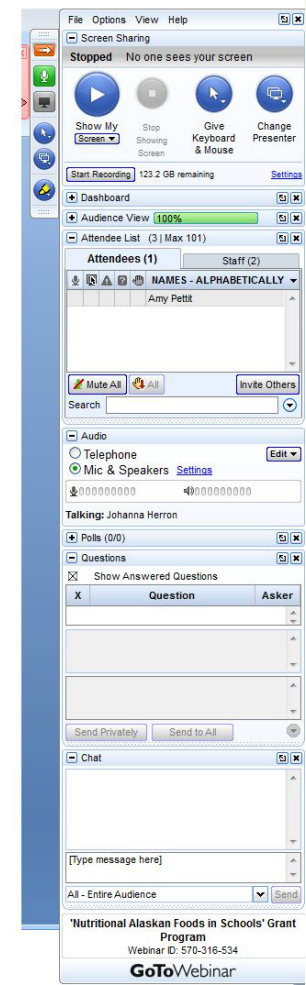 File Options View Help
Screen Sharing
Stopped No one sees your screen
Show My Screen
Stop Showing Screen
Give Keyboard & Mouse
Change Presenter
Start Recording 123.2 GB remaining Settings
Dashboard
Audience View 100%
Attendee List (3 | Max 101)
Attendees (1) Staff (2)
NAMES - ALPHABETICALLY
Amy Pettit
Mute All All Invite Others
Search
Audio
Telephone Edit
Mic & Speakers Settings
000000000 000000000
Talking: Johanna Herron
Polls (0/0)
Questions
Show Answered Questions
X Question Asker
Send Privately Send to All
Chat
[Type message here]
All - Entire Audience Send
'Nutritional Alaskan Foods in Schools' Grant
Program
Webinar ID: 570-316-534
GoToWebinar